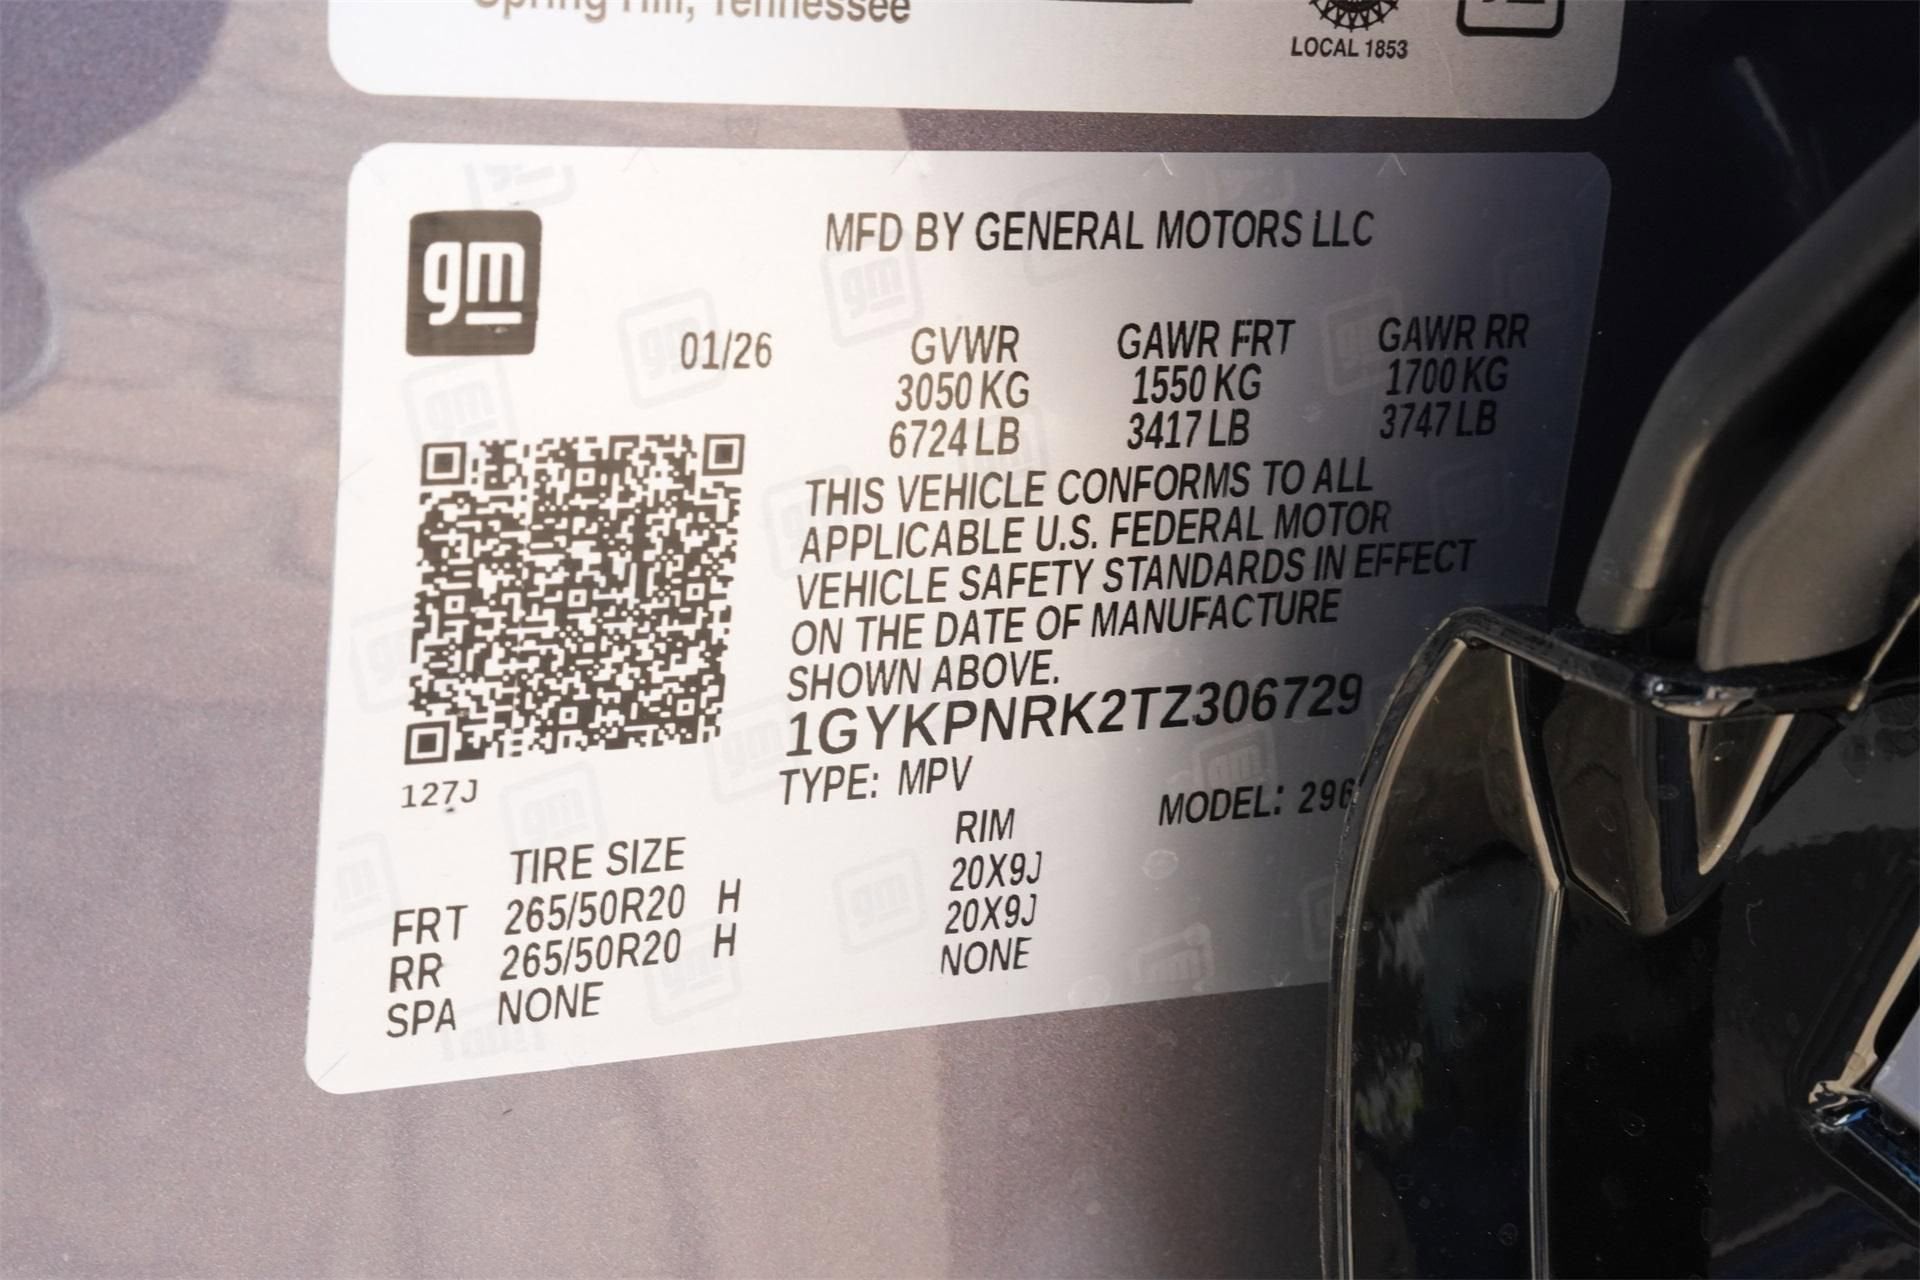 Spring Hill, Tennessee
LOCAL 1853
gm
MFD BY GENERAL MOTORS LLC
01/26
GVWR GAWR FRT GAWR RR
3050 KG 1550 KG 1700 KG
6724 LB 3417 LB 3747 LB
THIS VEHICLE CONFORMS TO ALL
APPLICABLE U.S. FEDERAL MOTOR
VEHICLE SAFETY STANDARDS IN EFFECT
ON THE DATE OF MANUFACTURE
SHOWN ABOVE.
1GYKPNRK2TZ306729
127J
TYPE: MPV MODEL: 296
TIRE SIZE RIM
FRT 265/50R20 H 20X9J
RR 265/50R20 H 20X9J
SPA NONE NONE